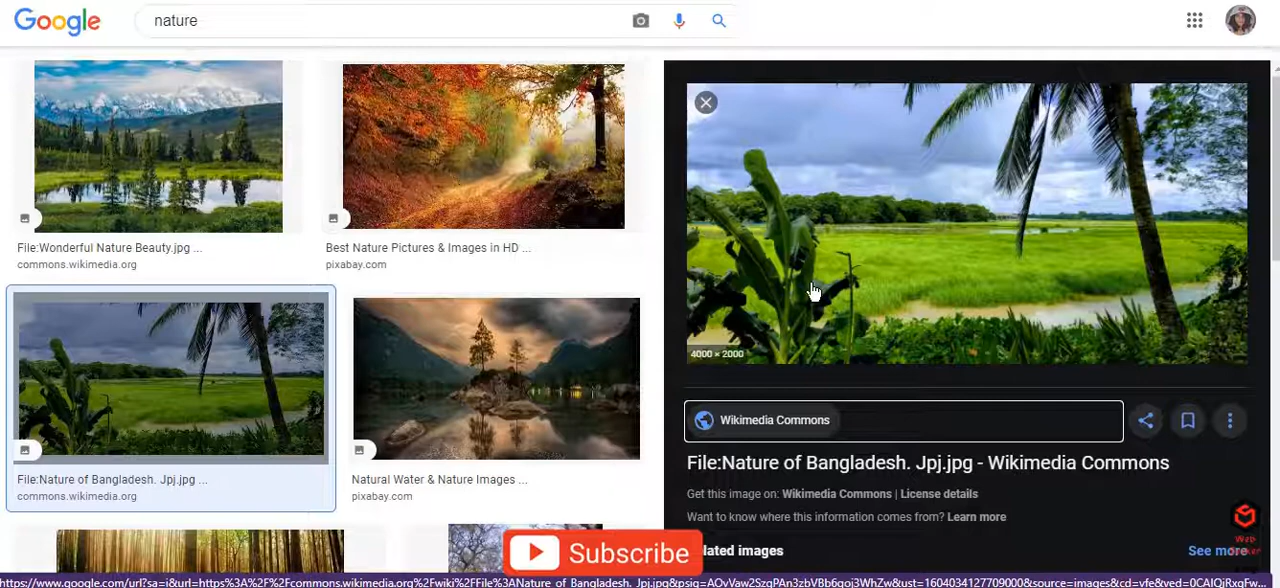 Google
nature
File:Wonderful Nature Beauty.jpg ...
commons.wikimedia.org
Best Nature Pictures & Images in HD ...
pixabay.com
File:Nature of Bangladesh. Jpj.jpg ...
commons.wikimedia.org
Natural Water & Nature Images ...
pixabay.com
4000 × 2000
Wikimedia Commons
File:Nature of Bangladesh. Jpj.jpg - Wikimedia Commons
Get this image on: Wikimedia Commons | License details
Want to know where this information comes from? Learn more
lated images
See more
Subscribe
Web